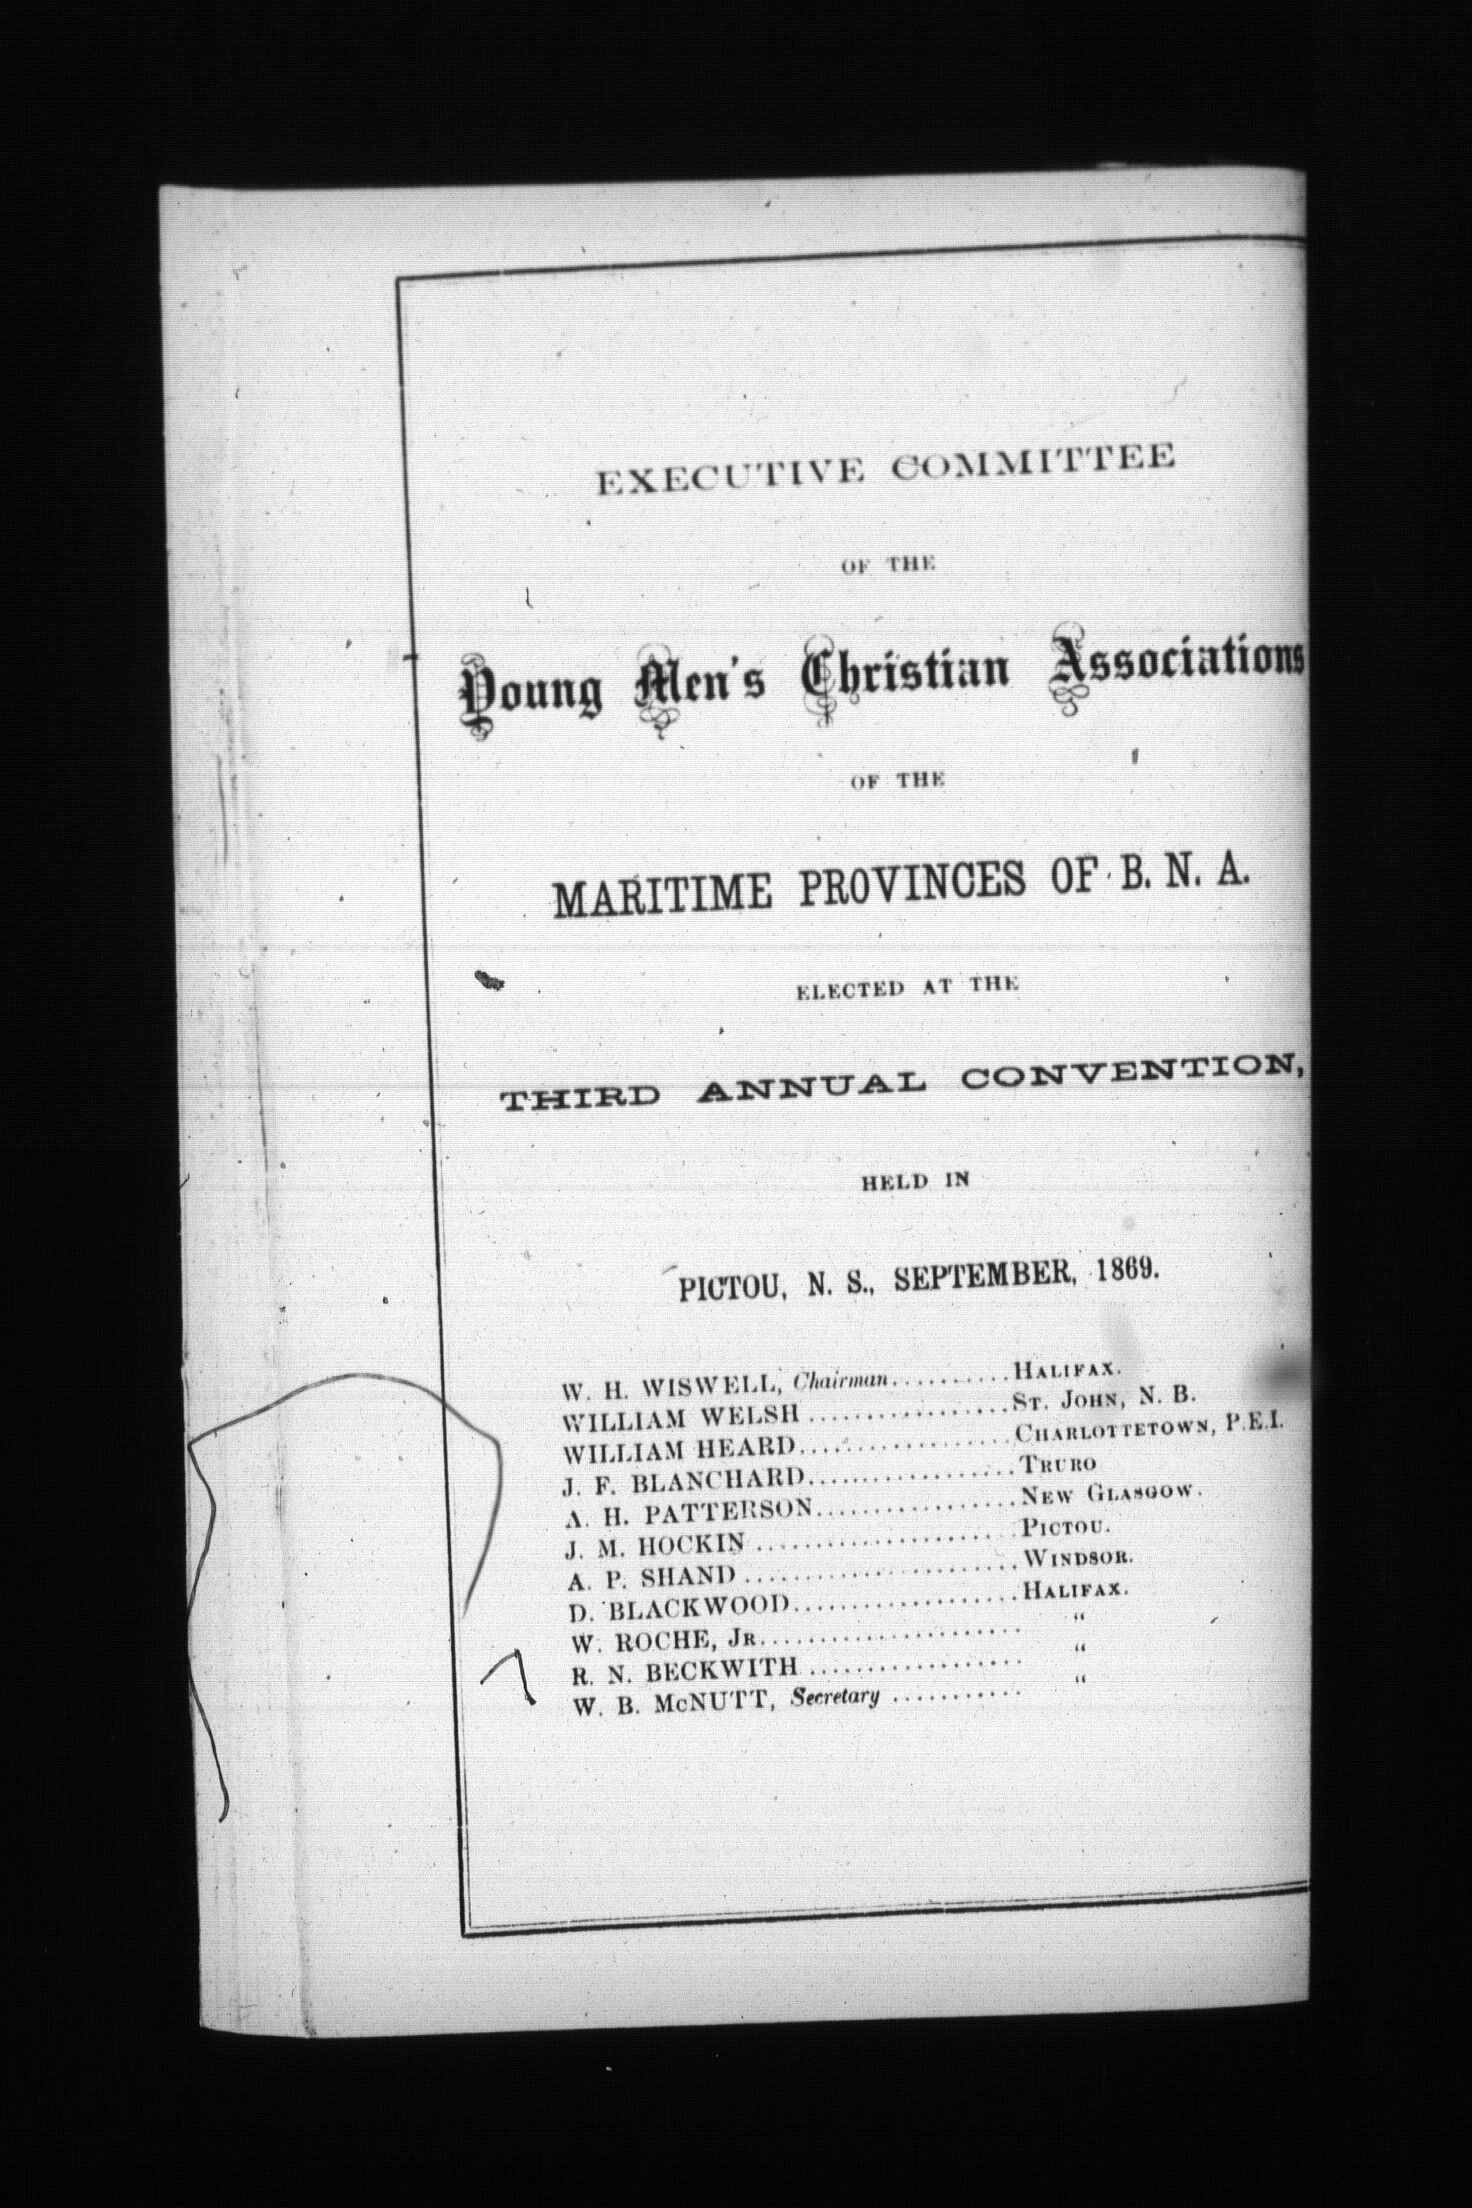 EXECUTIVE COMMITTEE
OF THE
Young Men's Christian Associations
OF THE
MARITIME PROVINCES OF B. N. A.
ELECTED AT THE
THIRD ANNUAL CONVENTION,
HELD IN
PICTOU, N. S., SEPTEMBER, 1869.
W. H. WISWELL, Chairman..........HALIFAX.
WILLIAM WELSH .................ST. JOHN, N. B.
WILLIAM HEARD..................CHARLOTTETOWN, P.E.I.
J. F. BLANCHARD..................TRURO
A. H. PATTERSON.................NEW GLASGOW.
J. M. HOCKIN ......................PICTOU.
A. P. SHAND .......................WINDSOR.
D. BLACKWOOD...................HALIFAX.
W. ROCHE, JR...................... "
R. N. BECKWITH .................. "
W. B. McNUTT, Secretary ........... "